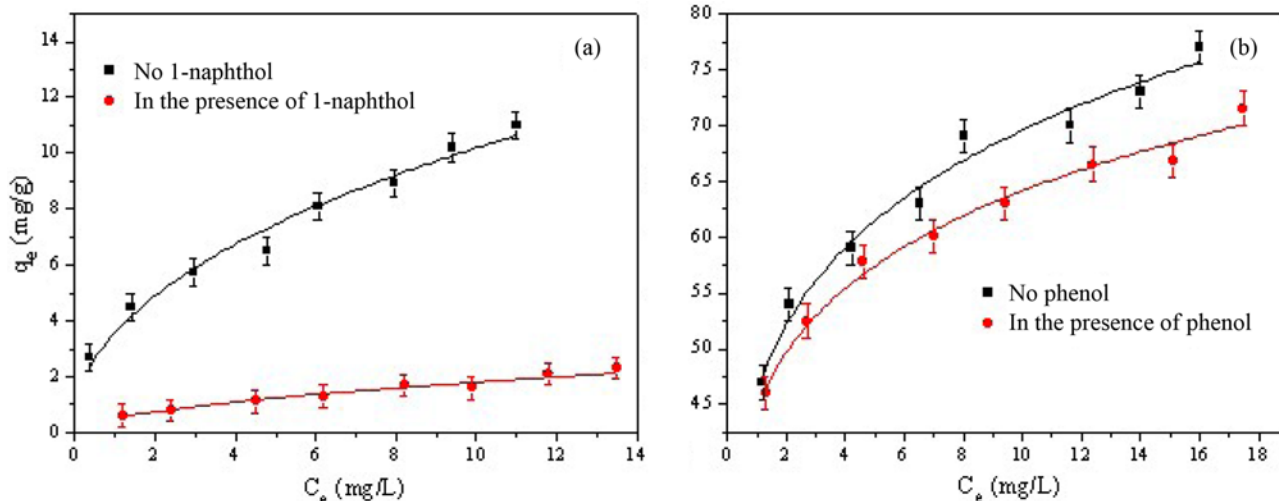 (a)
No 1-naphthol
In the presence of 1-naphthol
14
12
10
8
6
4
2
0
qe (mg/g)
0 2 4 6 8 10 12 14
Ce (mg/L)
(b)
80
75
70
65
60
55
50
45
No phenol
In the presence of phenol
0 2 4 6 8 10 12 14 16 18
Ce (mg/L)